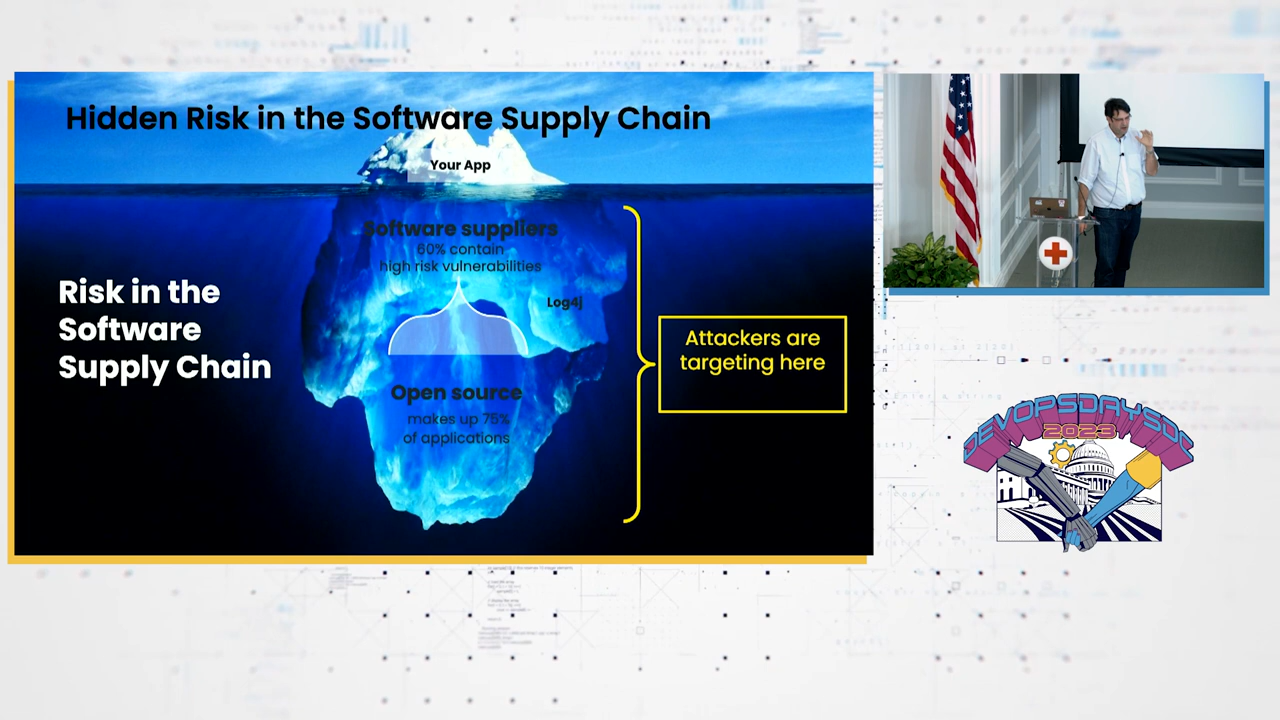 Hidden Risk in the Software Supply Chain
Your App
Software suppliers
60% contain
high risk vulnerabilities
Log4j
Risk in the
Software
Supply Chain
Attackers are
targeting here
Open source
makes up 75%
of applications
DEVOPSDAYSDC
2023